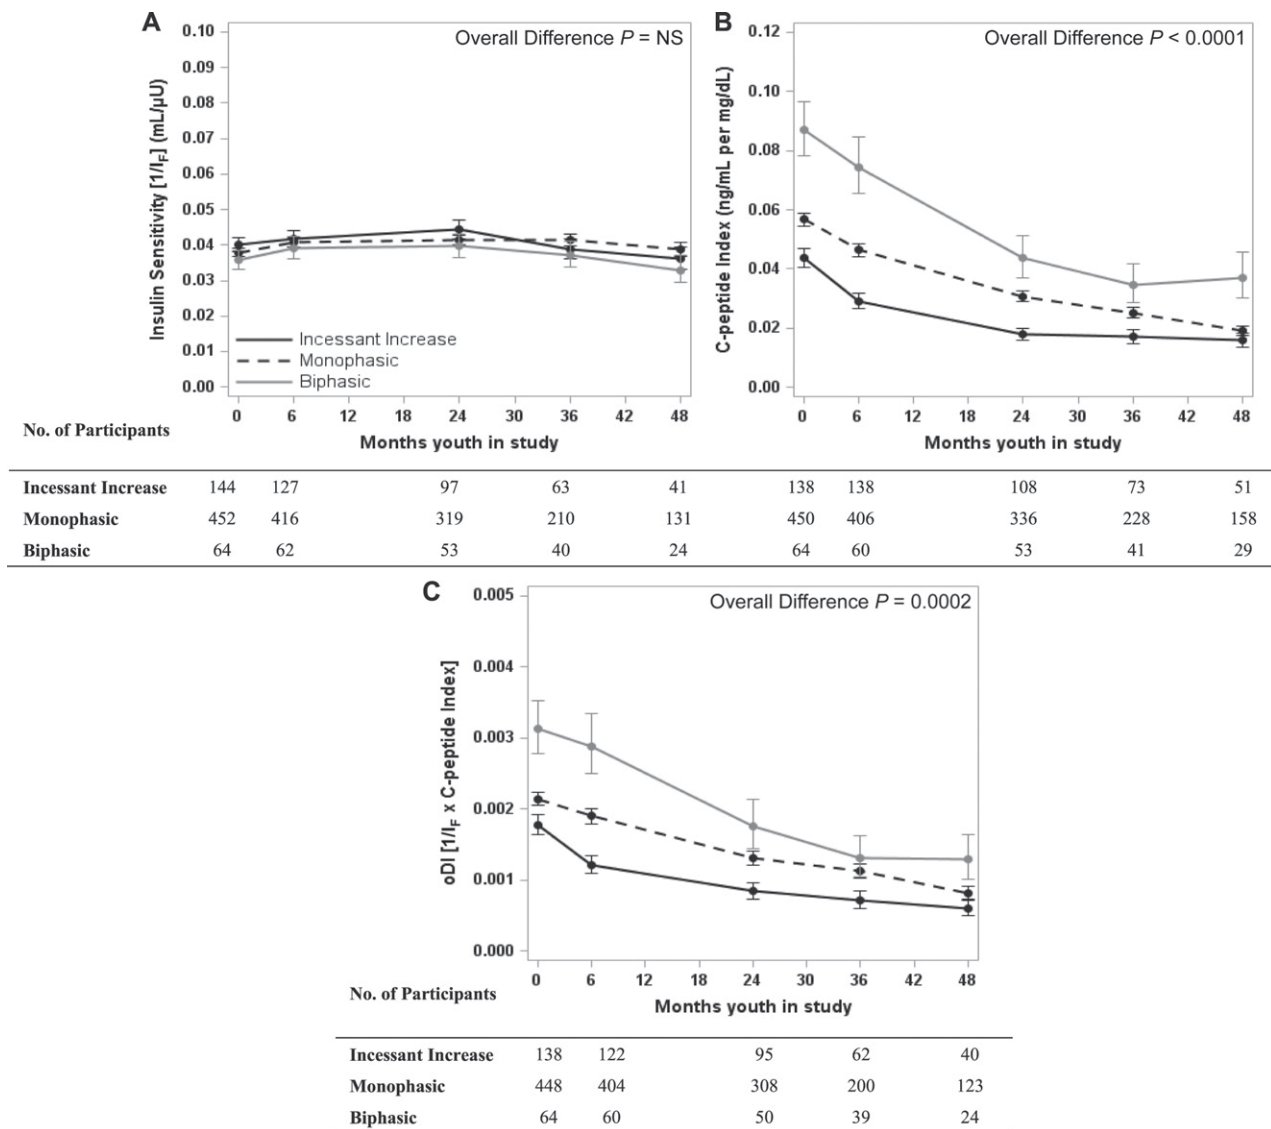 A
Overall Difference P = NS
Insulin Sensitivity [1/IF] (mL/µU)
0.10
0.09
0.08
0.07
0.06
0.05
0.04
0.03
0.02
0.01
0.00
Incessant Increase
Monophasic
Biphasic
0 6 12 18 24 30 36 42 48
Months youth in study
B
Overall Difference P < 0.0001
C-peptide Index (ng/mL per mg/dL)
0.12
0.10
0.08
0.06
0.04
0.02
0.00
0 6 12 18 24 30 36 42 48
Months youth in study
No. of Participants
Incessant Increase 144 127 97 63 41 138 138 108 73 51
Monophasic 452 416 319 210 131 450 406 336 228 158
Biphasic 64 62 53 40 24 64 60 53 41 29
C
Overall Difference P = 0.0002
oDI [1/IF x C-peptide Index]
0.005
0.004
0.003
0.002
0.001
0.000
0 6 12 18 24 30 36 42 48
Months youth in study
No. of Participants
Incessant Increase 138 122 95 62 40
Monophasic 448 404 308 200 123
Biphasic 64 60 50 39 24